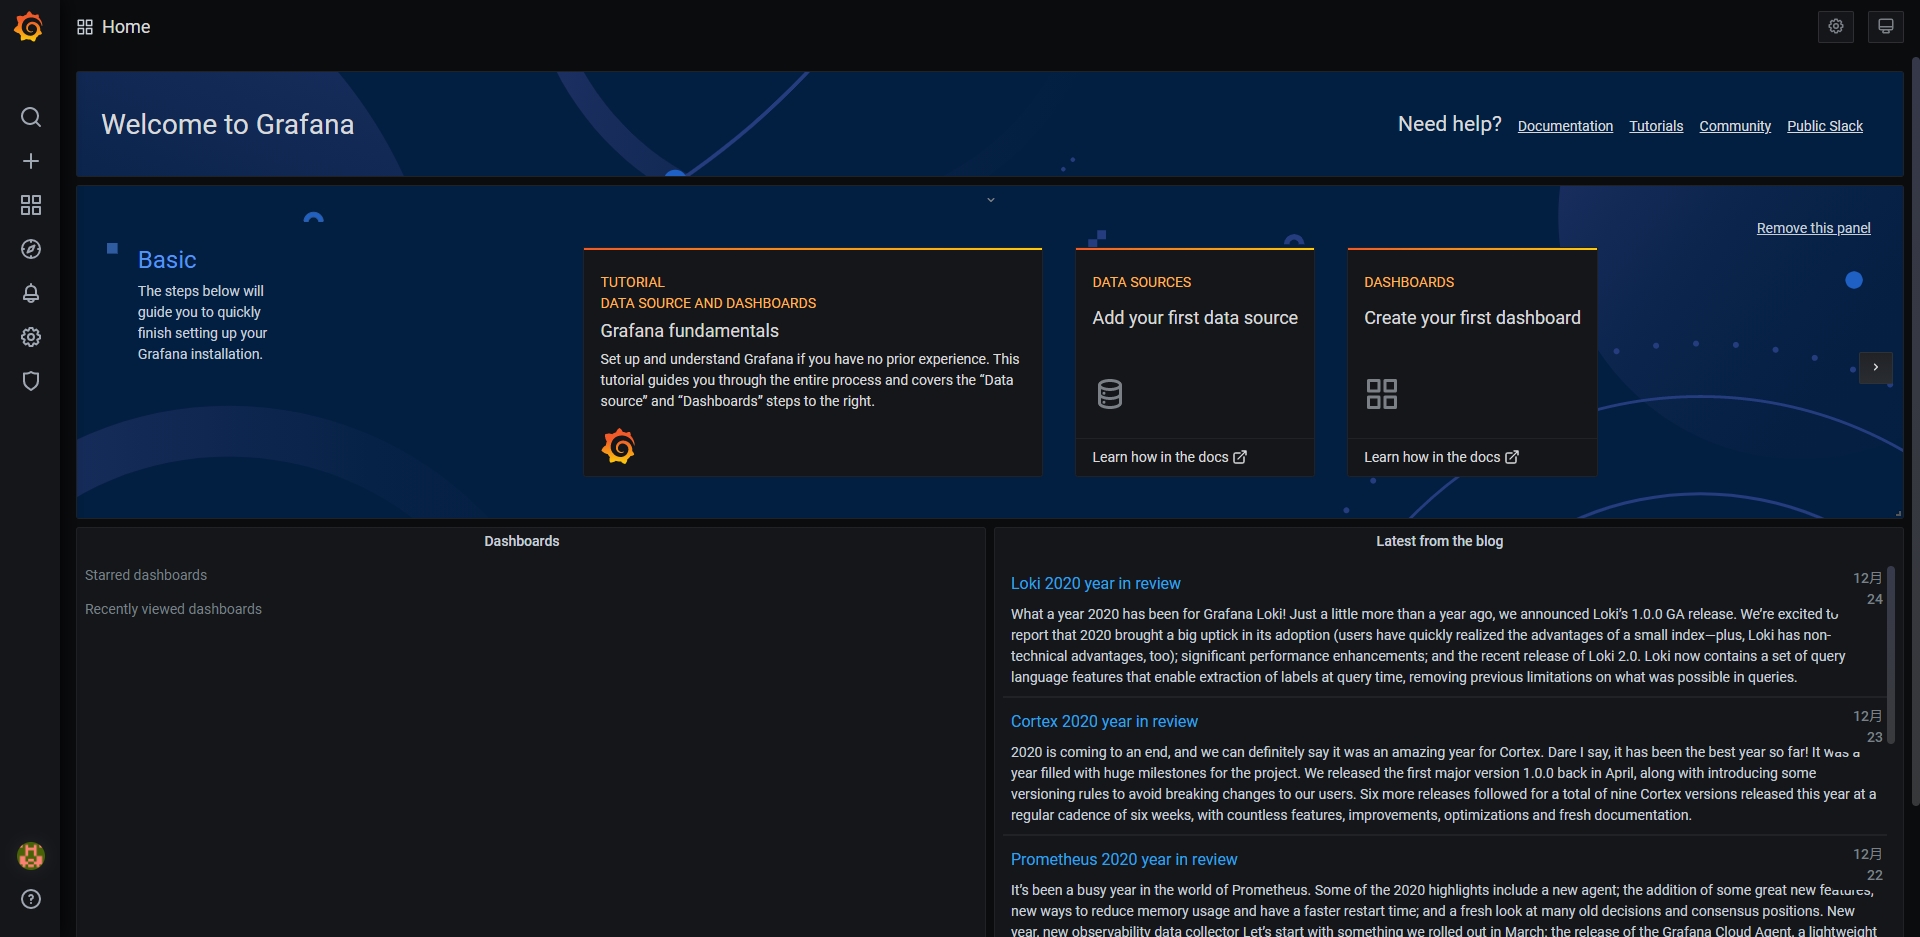 Home
Welcome to Grafana
Need help? Documentation Tutorials Community Public Slack
Remove this panel
Basic
The steps below will
guide you to quickly
finish setting up your
Grafana installation.
TUTORIAL
DATA SOURCE AND DASHBOARDS
Grafana fundamentals
Set up and understand Grafana if you have no prior experience. This
tutorial guides you through the entire process and covers the “Data
source” and “Dashboards” steps to the right.
DATA SOURCES
Add your first data source
Learn how in the docs
DASHBOARDS
Create your first dashboard
Learn how in the docs
Dashboards
Starred dashboards
Recently viewed dashboards
Latest from the blog
Loki 2020 year in review
12月
24
What a year 2020 has been for Grafana Loki! Just a little more than a year ago, we announced Loki’s 1.0.0 GA release. We’re excited to
report that 2020 brought a big uptick in its adoption (users have quickly realized the advantages of a small index—plus, Loki has non-
technical advantages, too); significant performance enhancements; and the recent release of Loki 2.0. Loki now contains a set of query
language features that enable extraction of labels at query time, removing previous limitations on what was possible in queries.
Cortex 2020 year in review
12月
23
2020 is coming to an end, and we can definitely say it was an amazing year for Cortex. Dare I say, it has been the best year so far! It was a
year filled with huge milestones for the project. We released the first major version 1.0.0 back in April, along with introducing some
versioning rules to avoid breaking changes to our users. Six more releases followed for a total of nine Cortex versions released this year at a
regular cadence of six weeks, with countless features, improvements, optimizations and fresh documentation.
Prometheus 2020 year in review
12月
22
It’s been a busy year in the world of Prometheus. Some of the 2020 highlights include a new agent; the addition of some great new features,
new ways to reduce memory usage and have a faster restart time; and a fresh look at many old decisions and consensus positions. New
year, new observability data collector Let’s start with something we rolled out in March: the release of the Grafana Cloud Agent, a lightweight